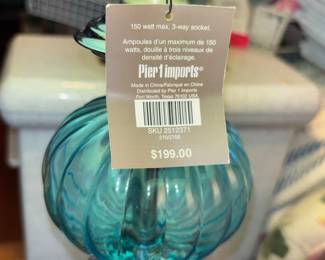 150 watt max, 3-way socket.
Ampoules d'un maximum de 150
watts, douille à trois niveaux de
densité d'éclairage.
Pier 1 imports®
Made in China/Fabriqué en Chine
Distributed by Pier 1 Imports
Fort Worth, Texas 76102 USA
SKU 2512371
$199.00